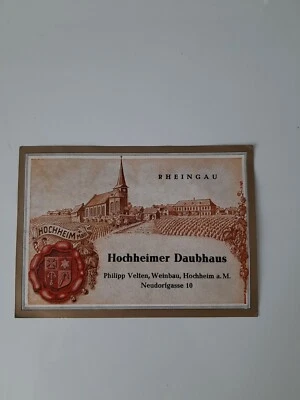 RHEINGAU
HOCHHEIM
Hochheimer Daubhaus
Philipp Velten, Weinbau, Hochheim a.M.
Neudorfgasse 10